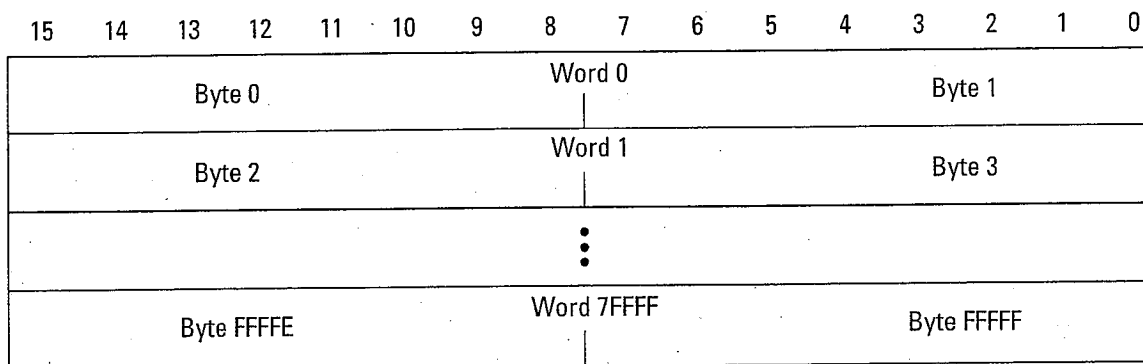 15 14 13 12 11 10 9 8 7 6 5 4 3 2 1 0
Byte 0 Word 0 Byte 1
Byte 2 Word 1 Byte 3
Byte FFFFE Word 7FFFF Byte FFFFF